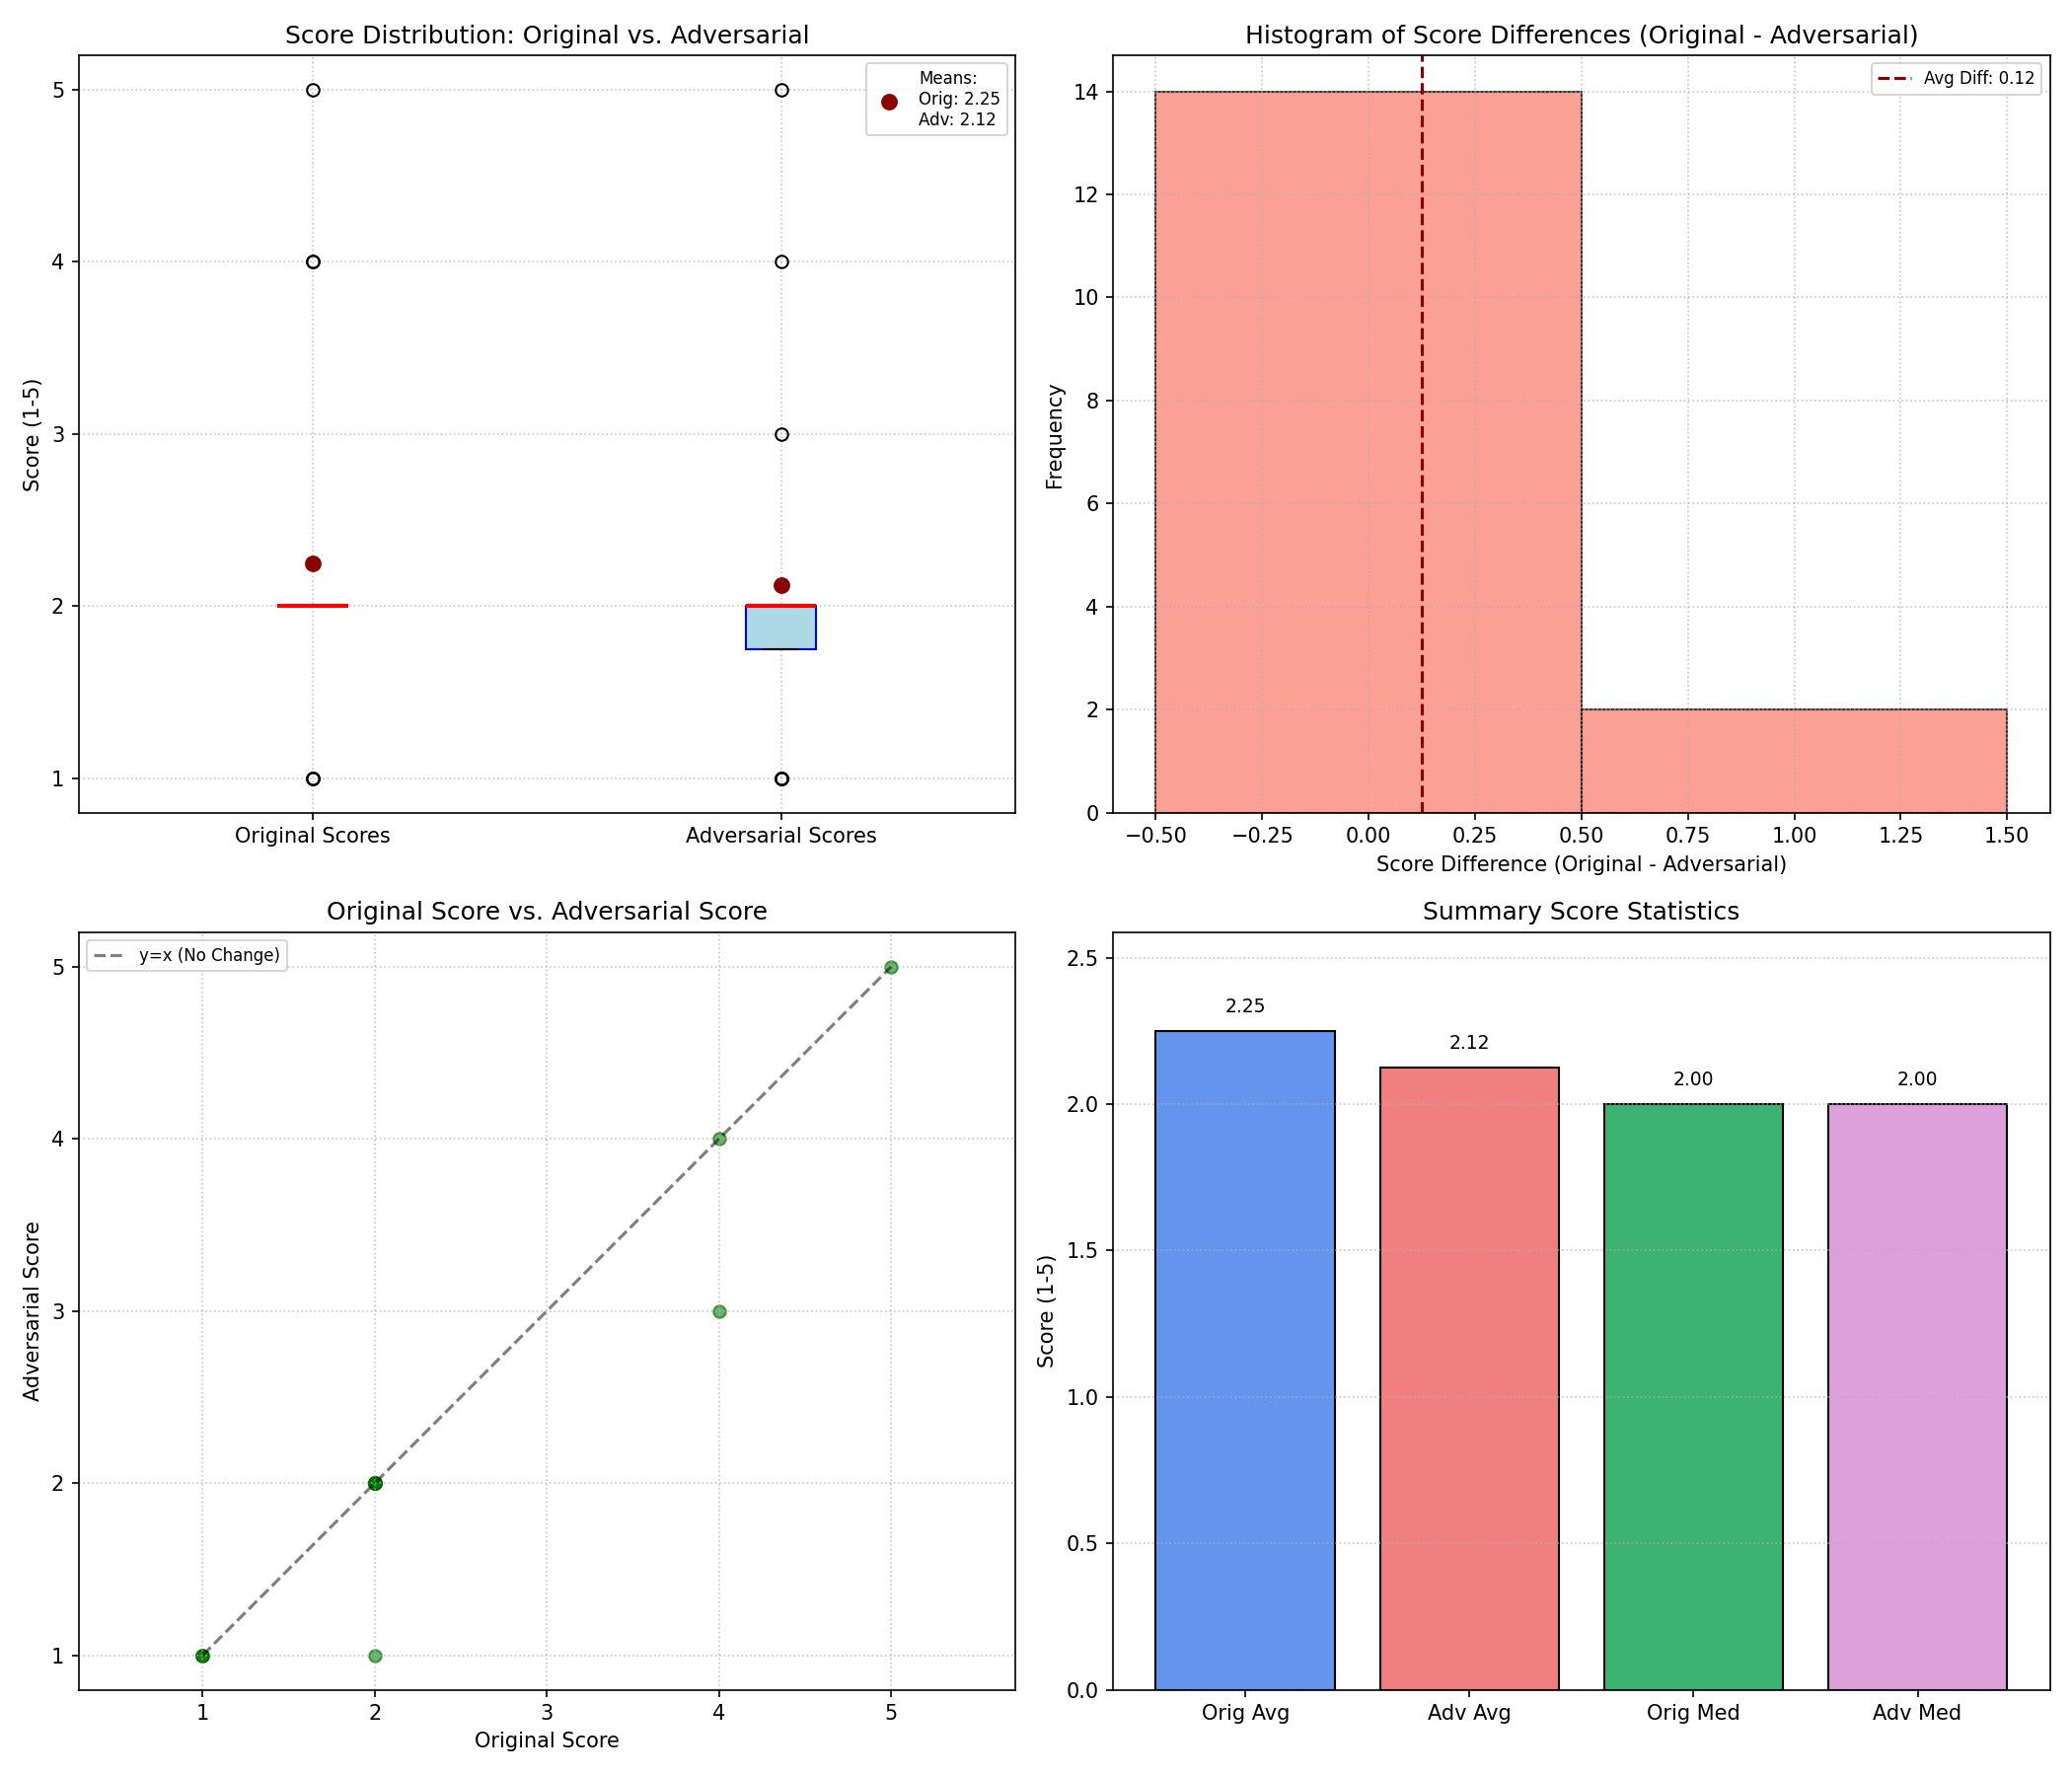 Score Distribution: Original vs. Adversarial
5
4
3
2
1
Score (1-5)
Means:
Orig: 2.25
Adv: 2.12
Original Scores
Adversarial Scores
Histogram of Score Differences (Original - Adversarial)
Avg Diff: 0.12
14
12
10
8
6
4
2
0
Frequency
−0.50
−0.25
0.00
0.25
0.50
0.75
1.00
1.25
1.50
Score Difference (Original - Adversarial)
Original Score vs. Adversarial Score
y=x (No Change)
5
4
3
2
1
Adversarial Score
1
2
3
4
5
Original Score
Summary Score Statistics
2.5
2.0
1.5
1.0
0.5
0.0
Score (1-5)
2.25
2.12
2.00
2.00
Orig Avg
Adv Avg
Orig Med
Adv Med